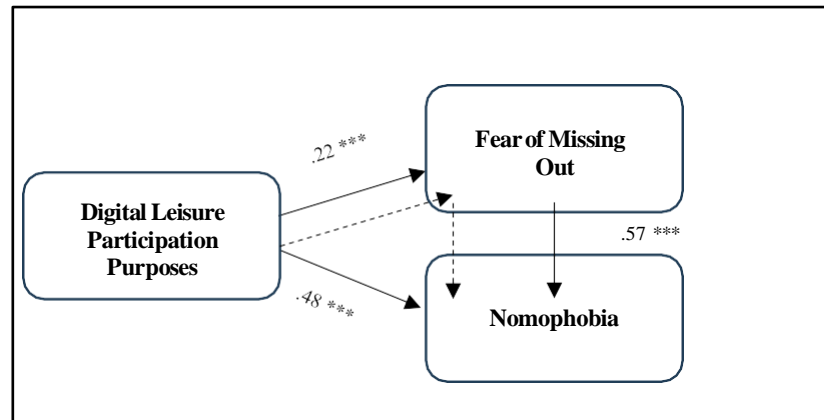 .22 ***
Fear of Missing
Out
Digital Leisure
Participation
Purposes
.57 ***
.48 ***
Nomophobia